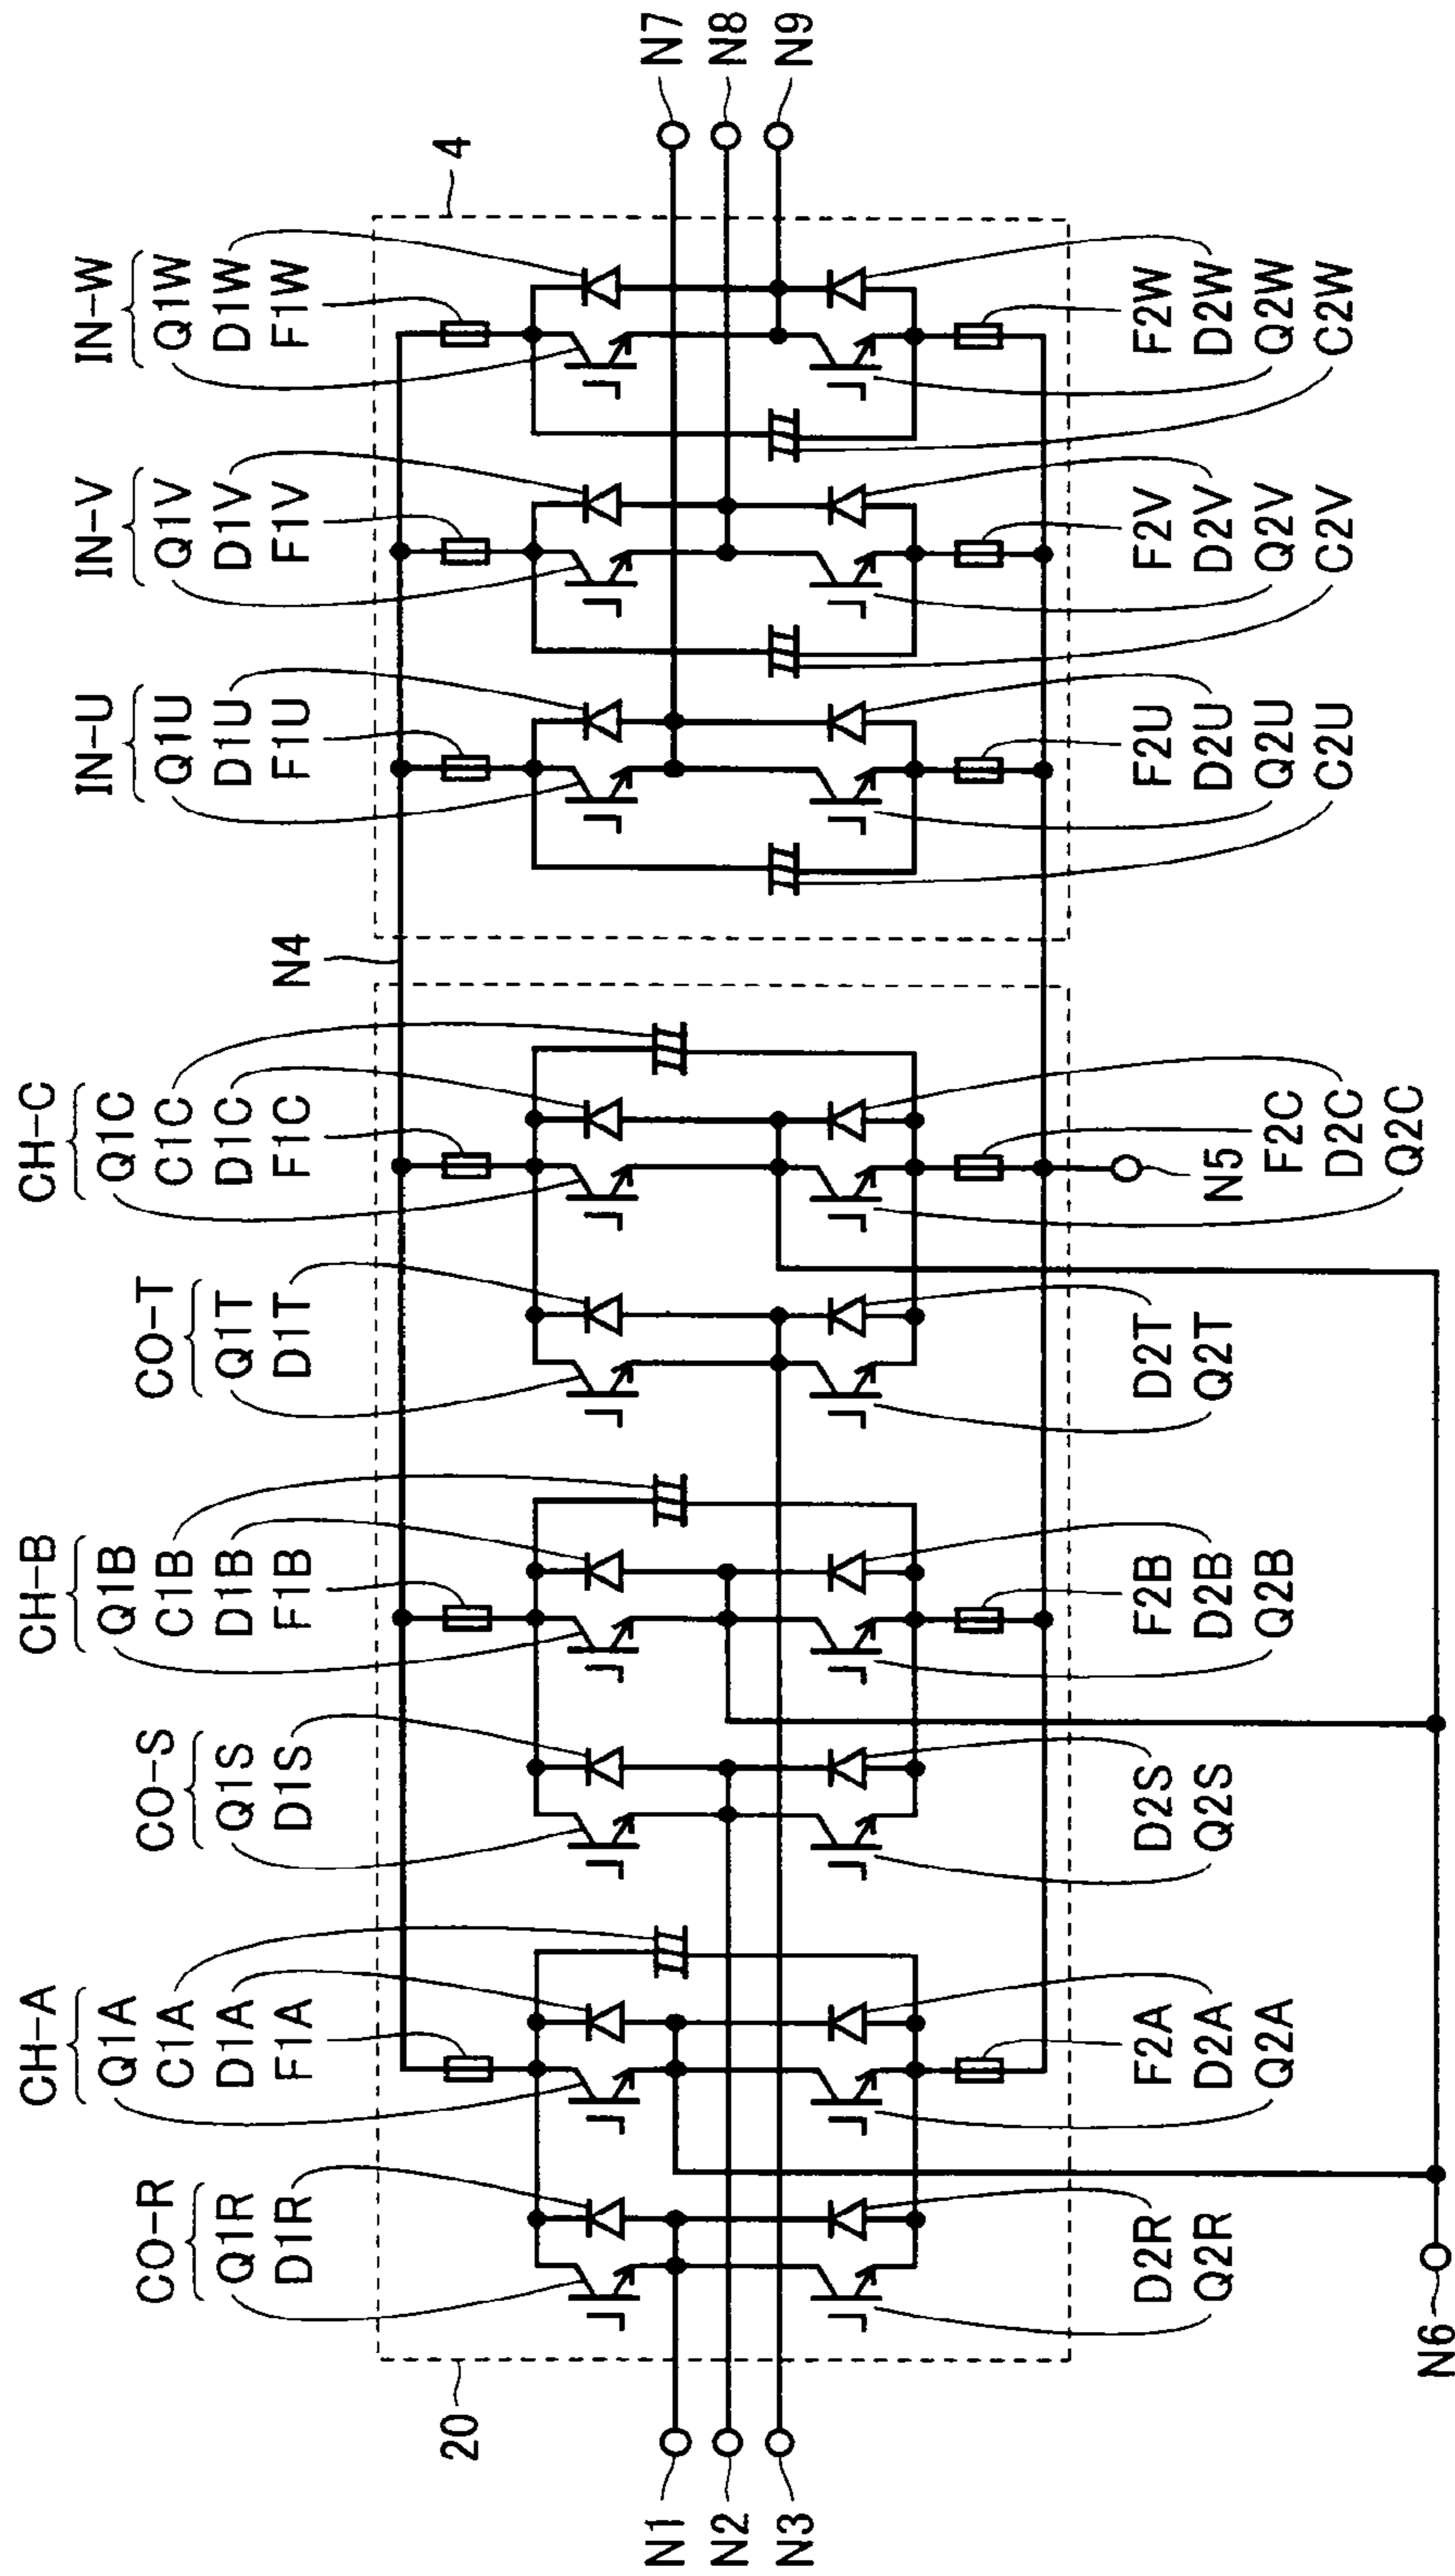 CO-R
Q1R
D1R
CH-A
Q1A
C1A
D1A
F1A
CO-S
Q1S
D1S
CH-B
Q1B
C1B
D1B
F1B
CO-T
Q1T
D1T
CH-C
Q1C
C1C
D1C
F1C
N4
IN-U
Q1U
D1U
F1U
IN-V
Q1V
D1V
F1V
IN-W
Q1W
D1W
F1W
20
4
N1
N2
N3
N7
N8
N9
D2R
Q2R
F2A
D2A
Q2A
D2S
Q2S
F2B
D2B
Q2B
D2T
Q2T
N5
F2C
D2C
Q2C
F2U
D2U
Q2U
C2U
F2V
D2V
Q2V
C2V
F2W
D2W
Q2W
C2W
N6